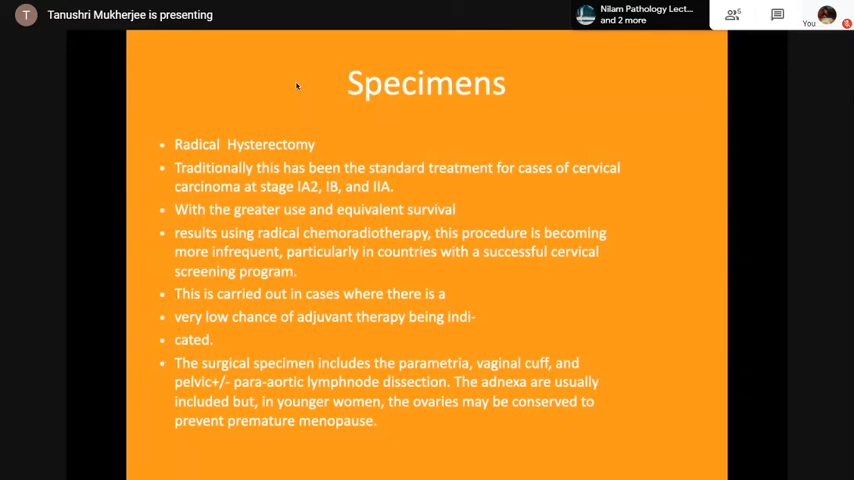 T
Tanushri Mukherjee is presenting
Nilam Pathology Lect...
and 2 more
6
You
Specimens
• Radical Hysterectomy
• Traditionally this has been the standard treatment for cases of cervical
carcinoma at stage IA2, IB, and IIA.
• With the greater use and equivalent survival
• results using radical chemoradiotherapy, this procedure is becoming
more infrequent, particularly in countries with a successful cervical
screening program.
• This is carried out in cases where there is a
• very low chance of adjuvant therapy being indi-
• cated.
• The surgical specimen includes the parametria, vaginal cuff, and
pelvic+/- para-aortic lymphnode dissection. The adnexa are usually
included but, in younger women, the ovaries may be conserved to
prevent premature menopause.